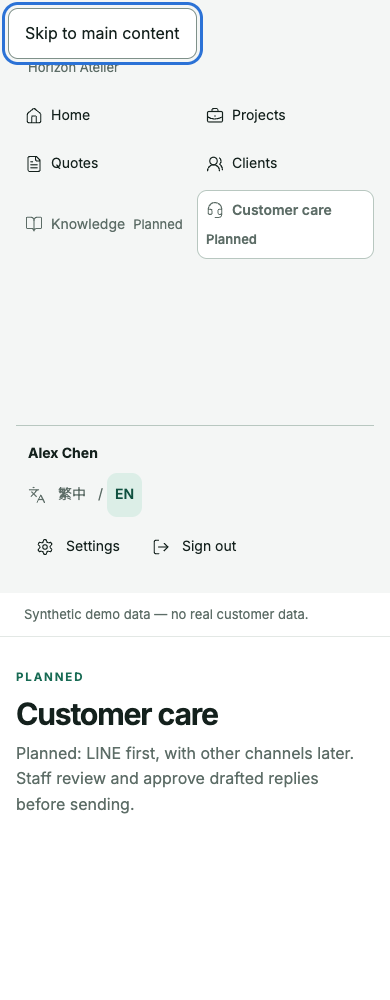 Skip to main content
Horizon Atelier
Home
Projects
Quotes
Clients
Knowledge Planned
Customer care
Planned
Alex Chen
繁中 / EN
Settings
Sign out
Synthetic demo data — no real customer data.
PLANNED
Customer care
Planned: LINE first, with other channels later.
Staff review and approve drafted replies
before sending.